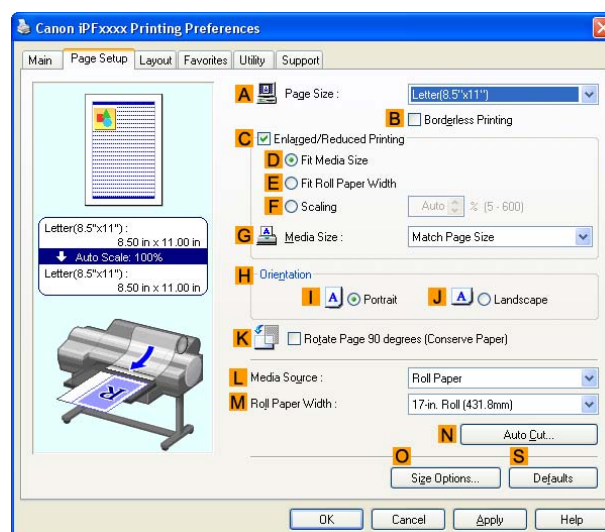 Canon iPFxxxx Printing Preferences
Main Page Setup Layout Favorites Utility Support
A Page Size : Letter(8.5"x11")
B Borderless Printing
C Enlarged/Reduced Printing
D Fit Media Size
E Fit Roll Paper Width
F Scaling Auto % (5 - 600)
G A Media Size : Match Page Size
Letter(8.5"x11") :
8.50 in x 11.00 in
Auto Scale: 100%
Letter(8.5"x11") :
8.50 in x 11.00 in
H Orientation
I A Portrait J A Landscape
K Rotate Page 90 degrees (Conserve Paper)
R
L Media Source : Roll Paper
M Roll Paper Width : 17-in. Roll (431.8mm)
N Auto Cut...
O S
Size Options... Defaults
OK Cancel Apply Help